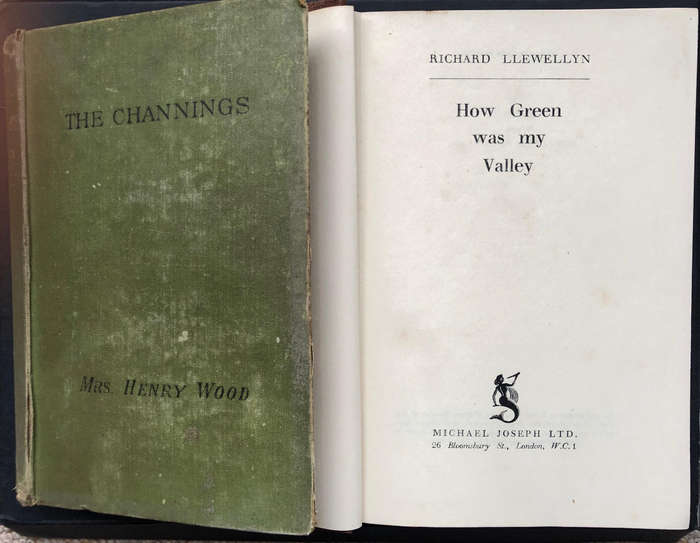 THE CHANNINGS
Mrs. HENRY WOOD
RICHARD LLEWELLYN
How Green
was my
Valley
MICHAEL JOSEPH LTD.
26 Bloomsbury St., London, W.C.1